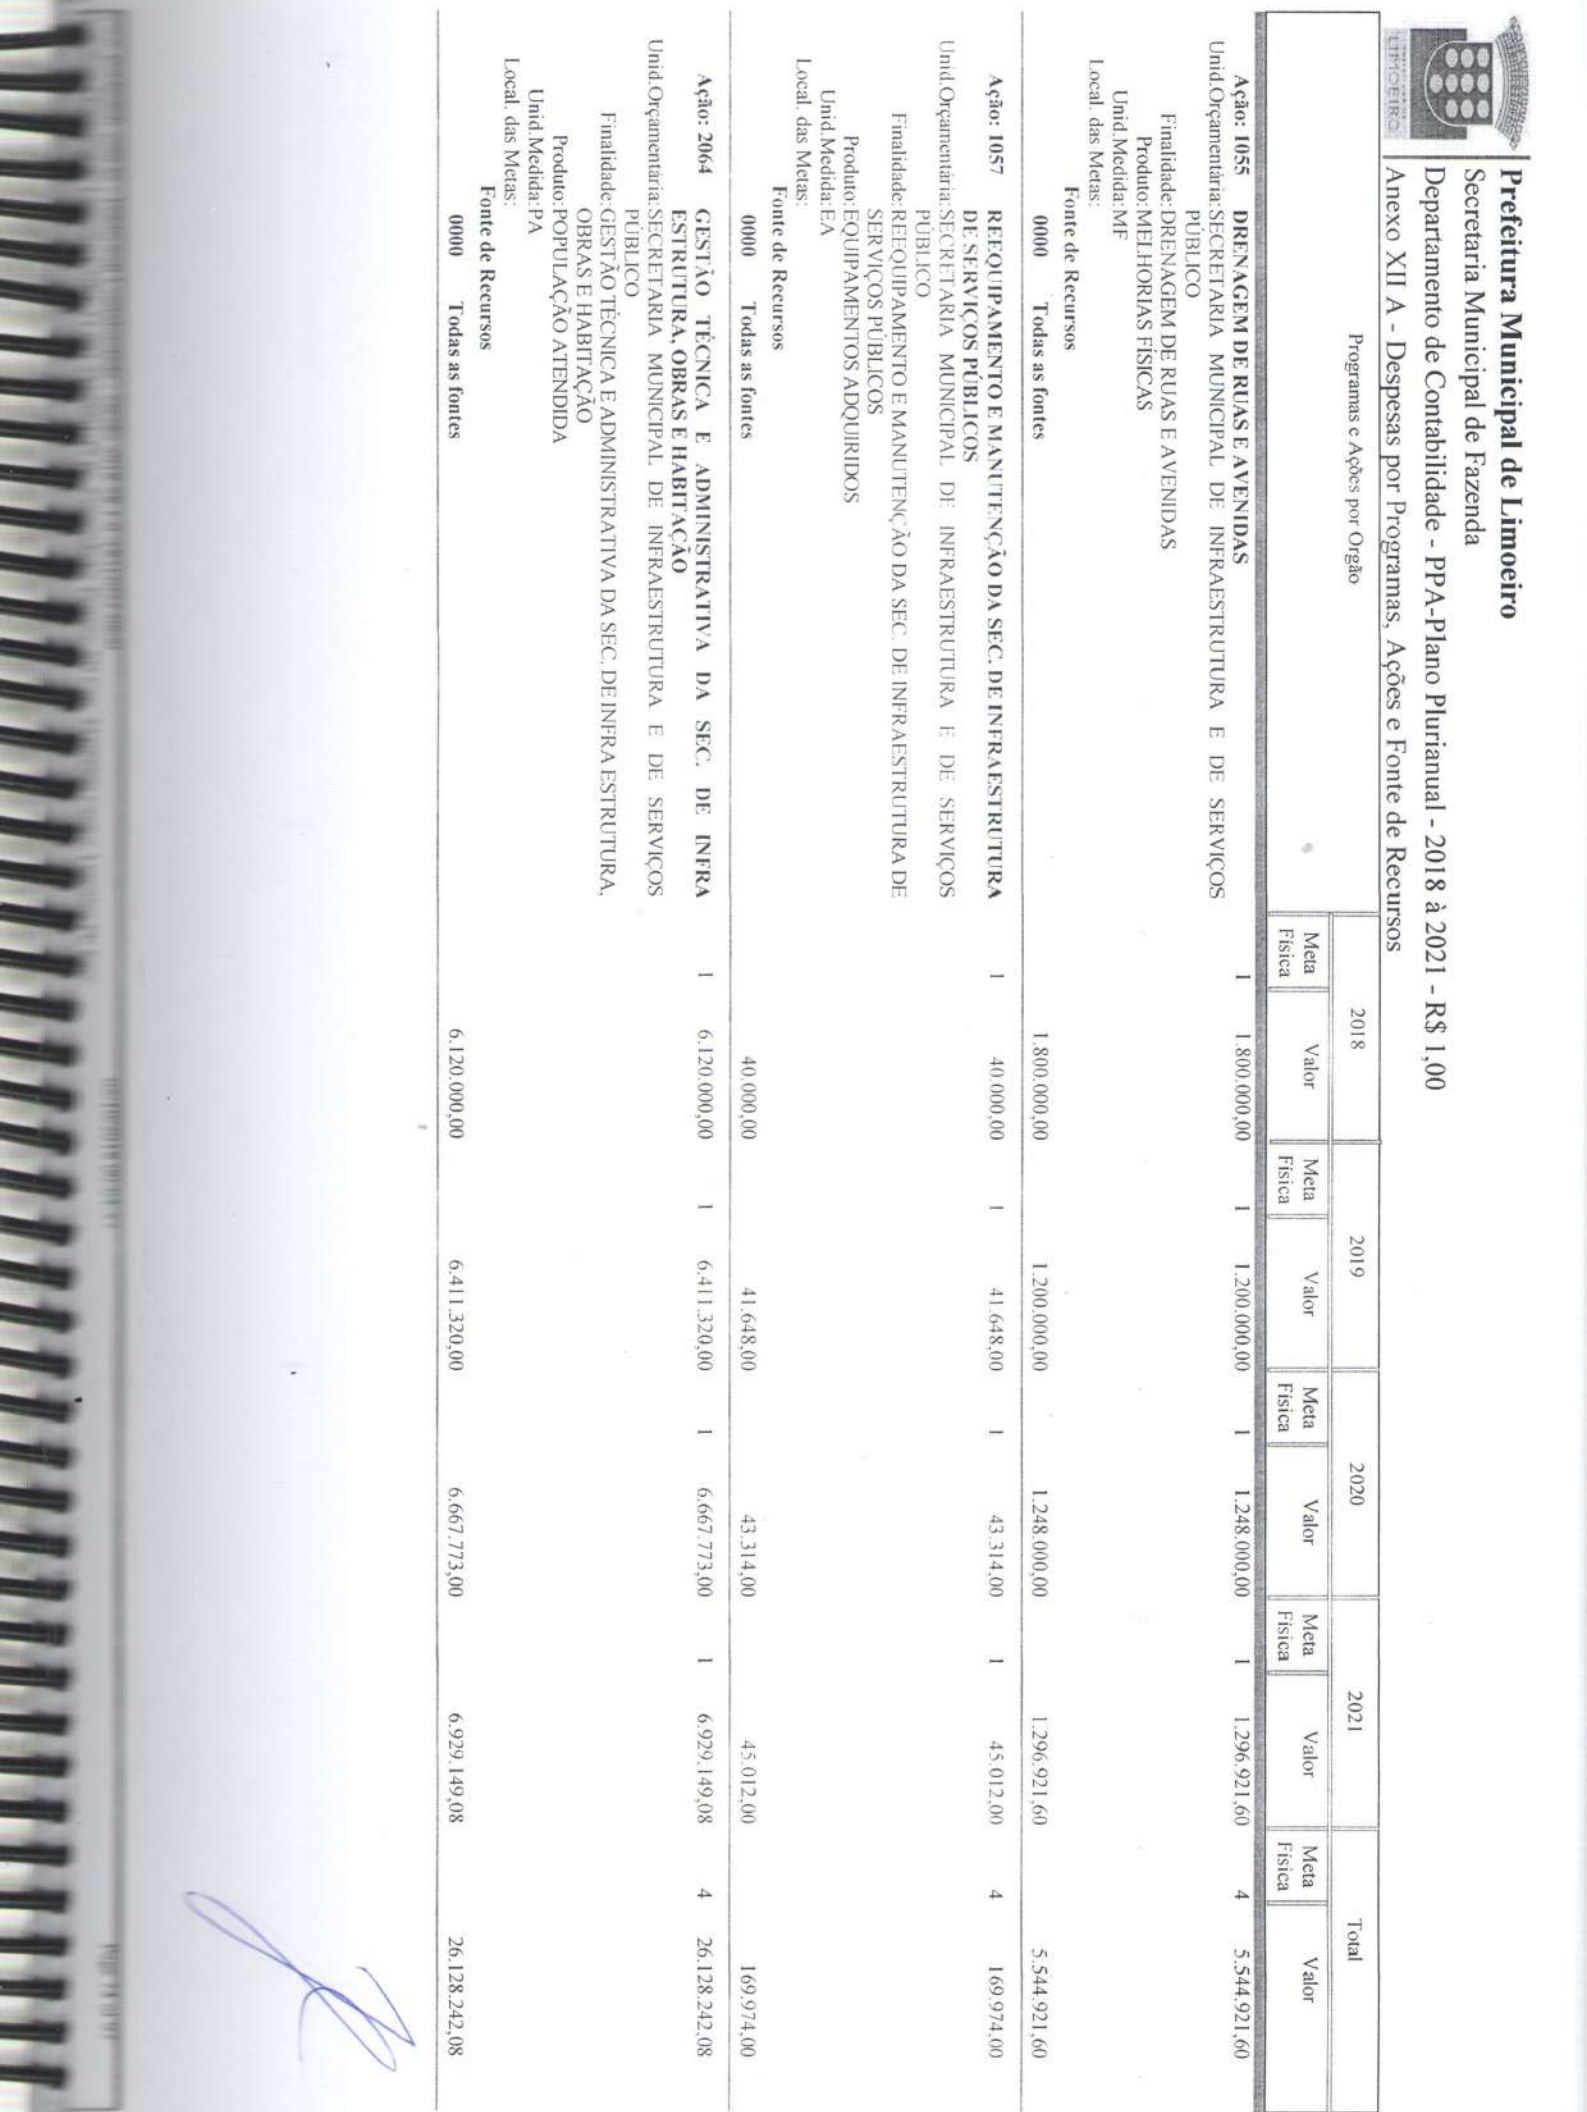 LIMOEIRO
Prefeitura Municipal de Limoeiro
Secretaria Municipal de Fazenda
Departamento de Contabilidade - PPA-Plano Plurianual - 2018 à 2021 - R$ 1,00
Anexo XII A - Despesas por Programas, Ações e Fonte de Recursos
Programas e Ações por Orgão 2018 2019 2020 2021 Total
Meta Física Valor Meta Física Valor Meta Física Valor Meta Física Valor Meta Física Valor
Ação: 1055 DRENAGEM DE RUAS E AVENIDAS 1 1.800.000,00 1 1.200.000,00 1 1.248.000,00 1 1.296.921,60 4 5.544.921,60
Unid.Orçamentária: SECRETARIA MUNICIPAL DE INFRAESTRUTURA E DE SERVIÇOS
PÚBLICO
Finalidade: DRENAGEM DE RUAS E AVENIDAS
Produto: MELHORIAS FÍSICAS
Unid.Medida: MF
Local. das Metas:
Fonte de Recursos
0000 Todas as fontes 1.800.000,00 1.200.000,00 1.248.000,00 1.296.921,60 5.544.921,60
Ação: 1057 REEQUIPAMENTO E MANUTENÇÃO DA SEC. DE INFRAESTRUTURA 1 40.000,00 1 41.648,00 1 43.314,00 1 45.012,00 4 169.974,00
DE SERVIÇOS PÚBLICOS
Unid.Orçamentária: SECRETARIA MUNICIPAL DE INFRAESTRUTURA E DE SERVIÇOS
PÚBLICO
Finalidade: REEQUIPAMENTO E MANUTENÇÃO DA SEC. DE INFRAESTRUTURA DE
SERVIÇOS PÚBLICOS
Produto: EQUIPAMENTOS ADQUIRIDOS
Unid.Medida: EA
Local. das Metas:
Fonte de Recursos
0000 Todas as fontes 40.000,00 41.648,00 43.314,00 45.012,00 169.974,00
Ação: 2064 GESTÃO TÉCNICA E ADMINISTRATIVA DA SEC. DE INFRA 1 6.120.000,00 1 6.411.320,00 1 6.667.773,00 1 6.929.149,08 4 26.128.242,08
ESTRUTURA, OBRAS E HABITAÇÃO
Unid.Orçamentária: SECRETARIA MUNICIPAL DE INFRAESTRUTURA E DE SERVIÇOS
PÚBLICO
Finalidade: GESTÃO TÉCNICA E ADMINISTRATIVA DA SEC. DE INFRA ESTRUTURA,
OBRAS E HABITAÇÃO
Produto: POPULAÇÃO ATENDIDA
Unid.Medida: PA
Local. das Metas:
Fonte de Recursos
0000 Todas as fontes 6.120.000,00 6.411.320,00 6.667.773,00 6.929.149,08 26.128.242,08